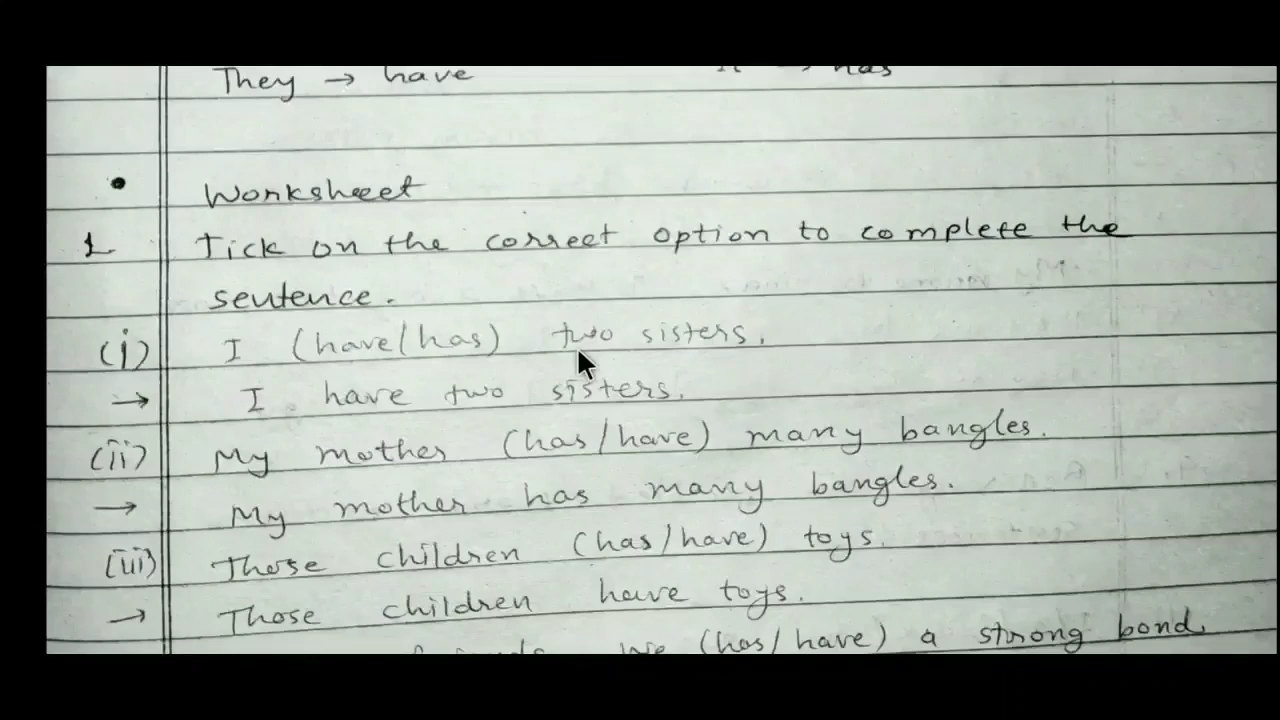 They → have → has
• Worksheet
1 Tick on the correct option to complete the
sentence.
(i) I (have/has) two sisters.
→ I have two sisters.
(ii) My mother (has/have) many bangles.
→ My mother has many bangles.
(iii) Those children (has/have) toys.
→ Those children have toys.
we (has/have) a strong bond.